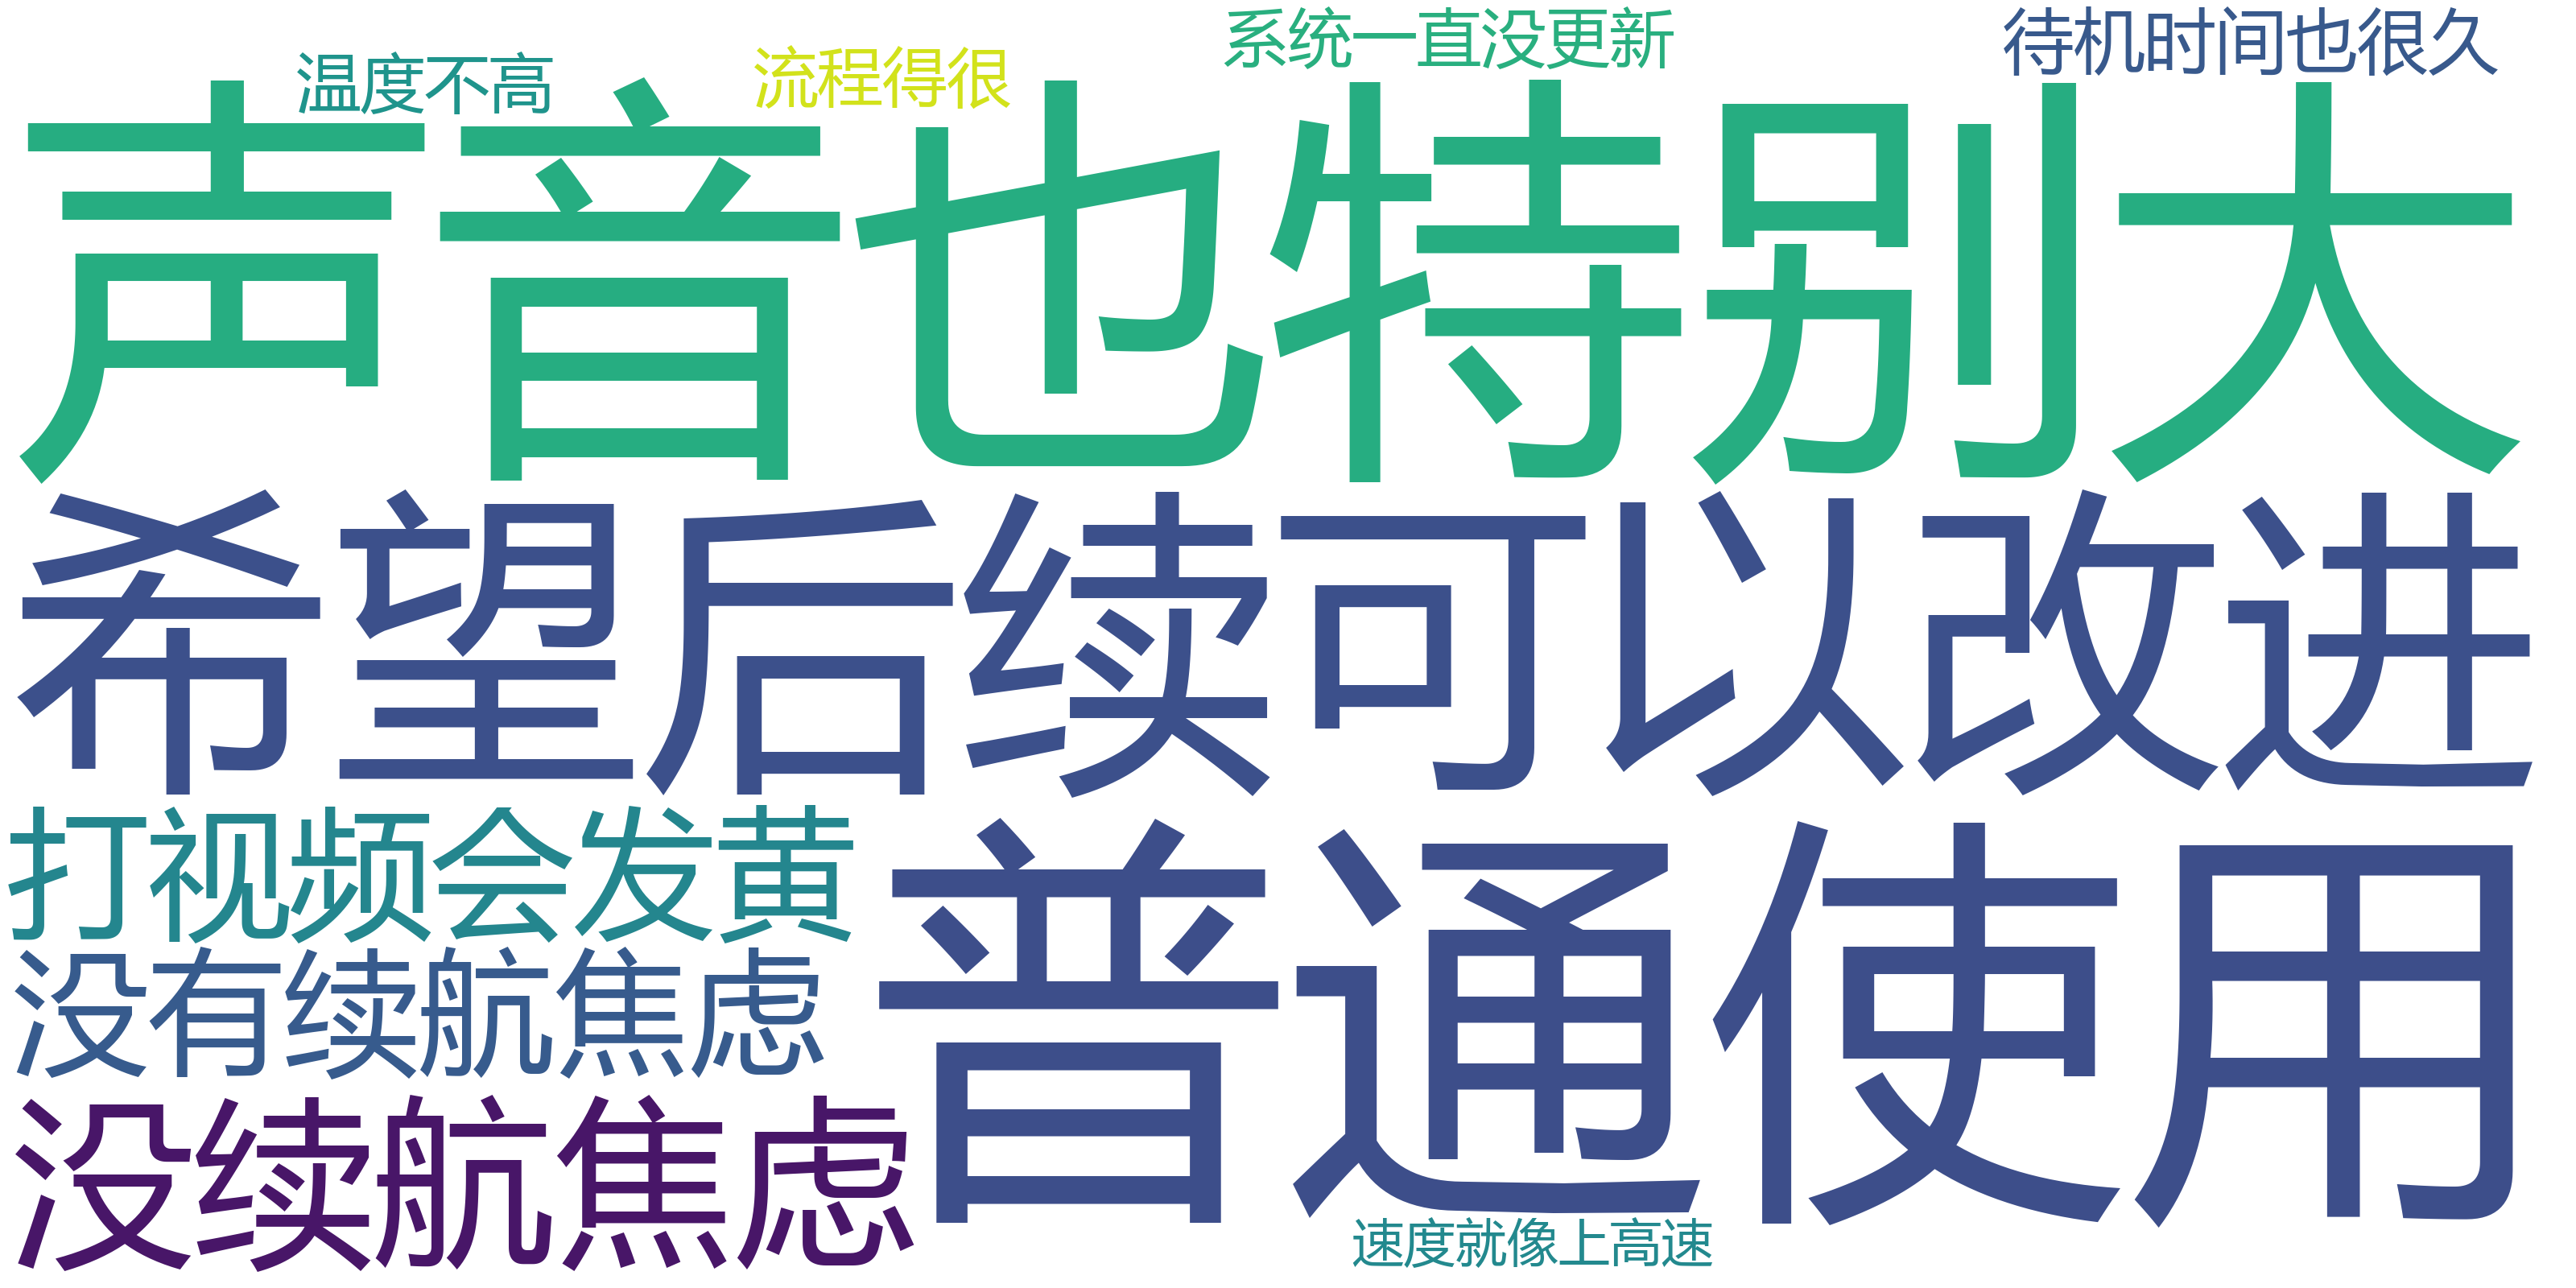 系统一直没更新
待机时间也很久
温度不高
流程得很
声音也特别大
希望后续可以改进
打视频会发黄
普通使用
没有续航焦虑
没续航焦虑
速度就像上高速